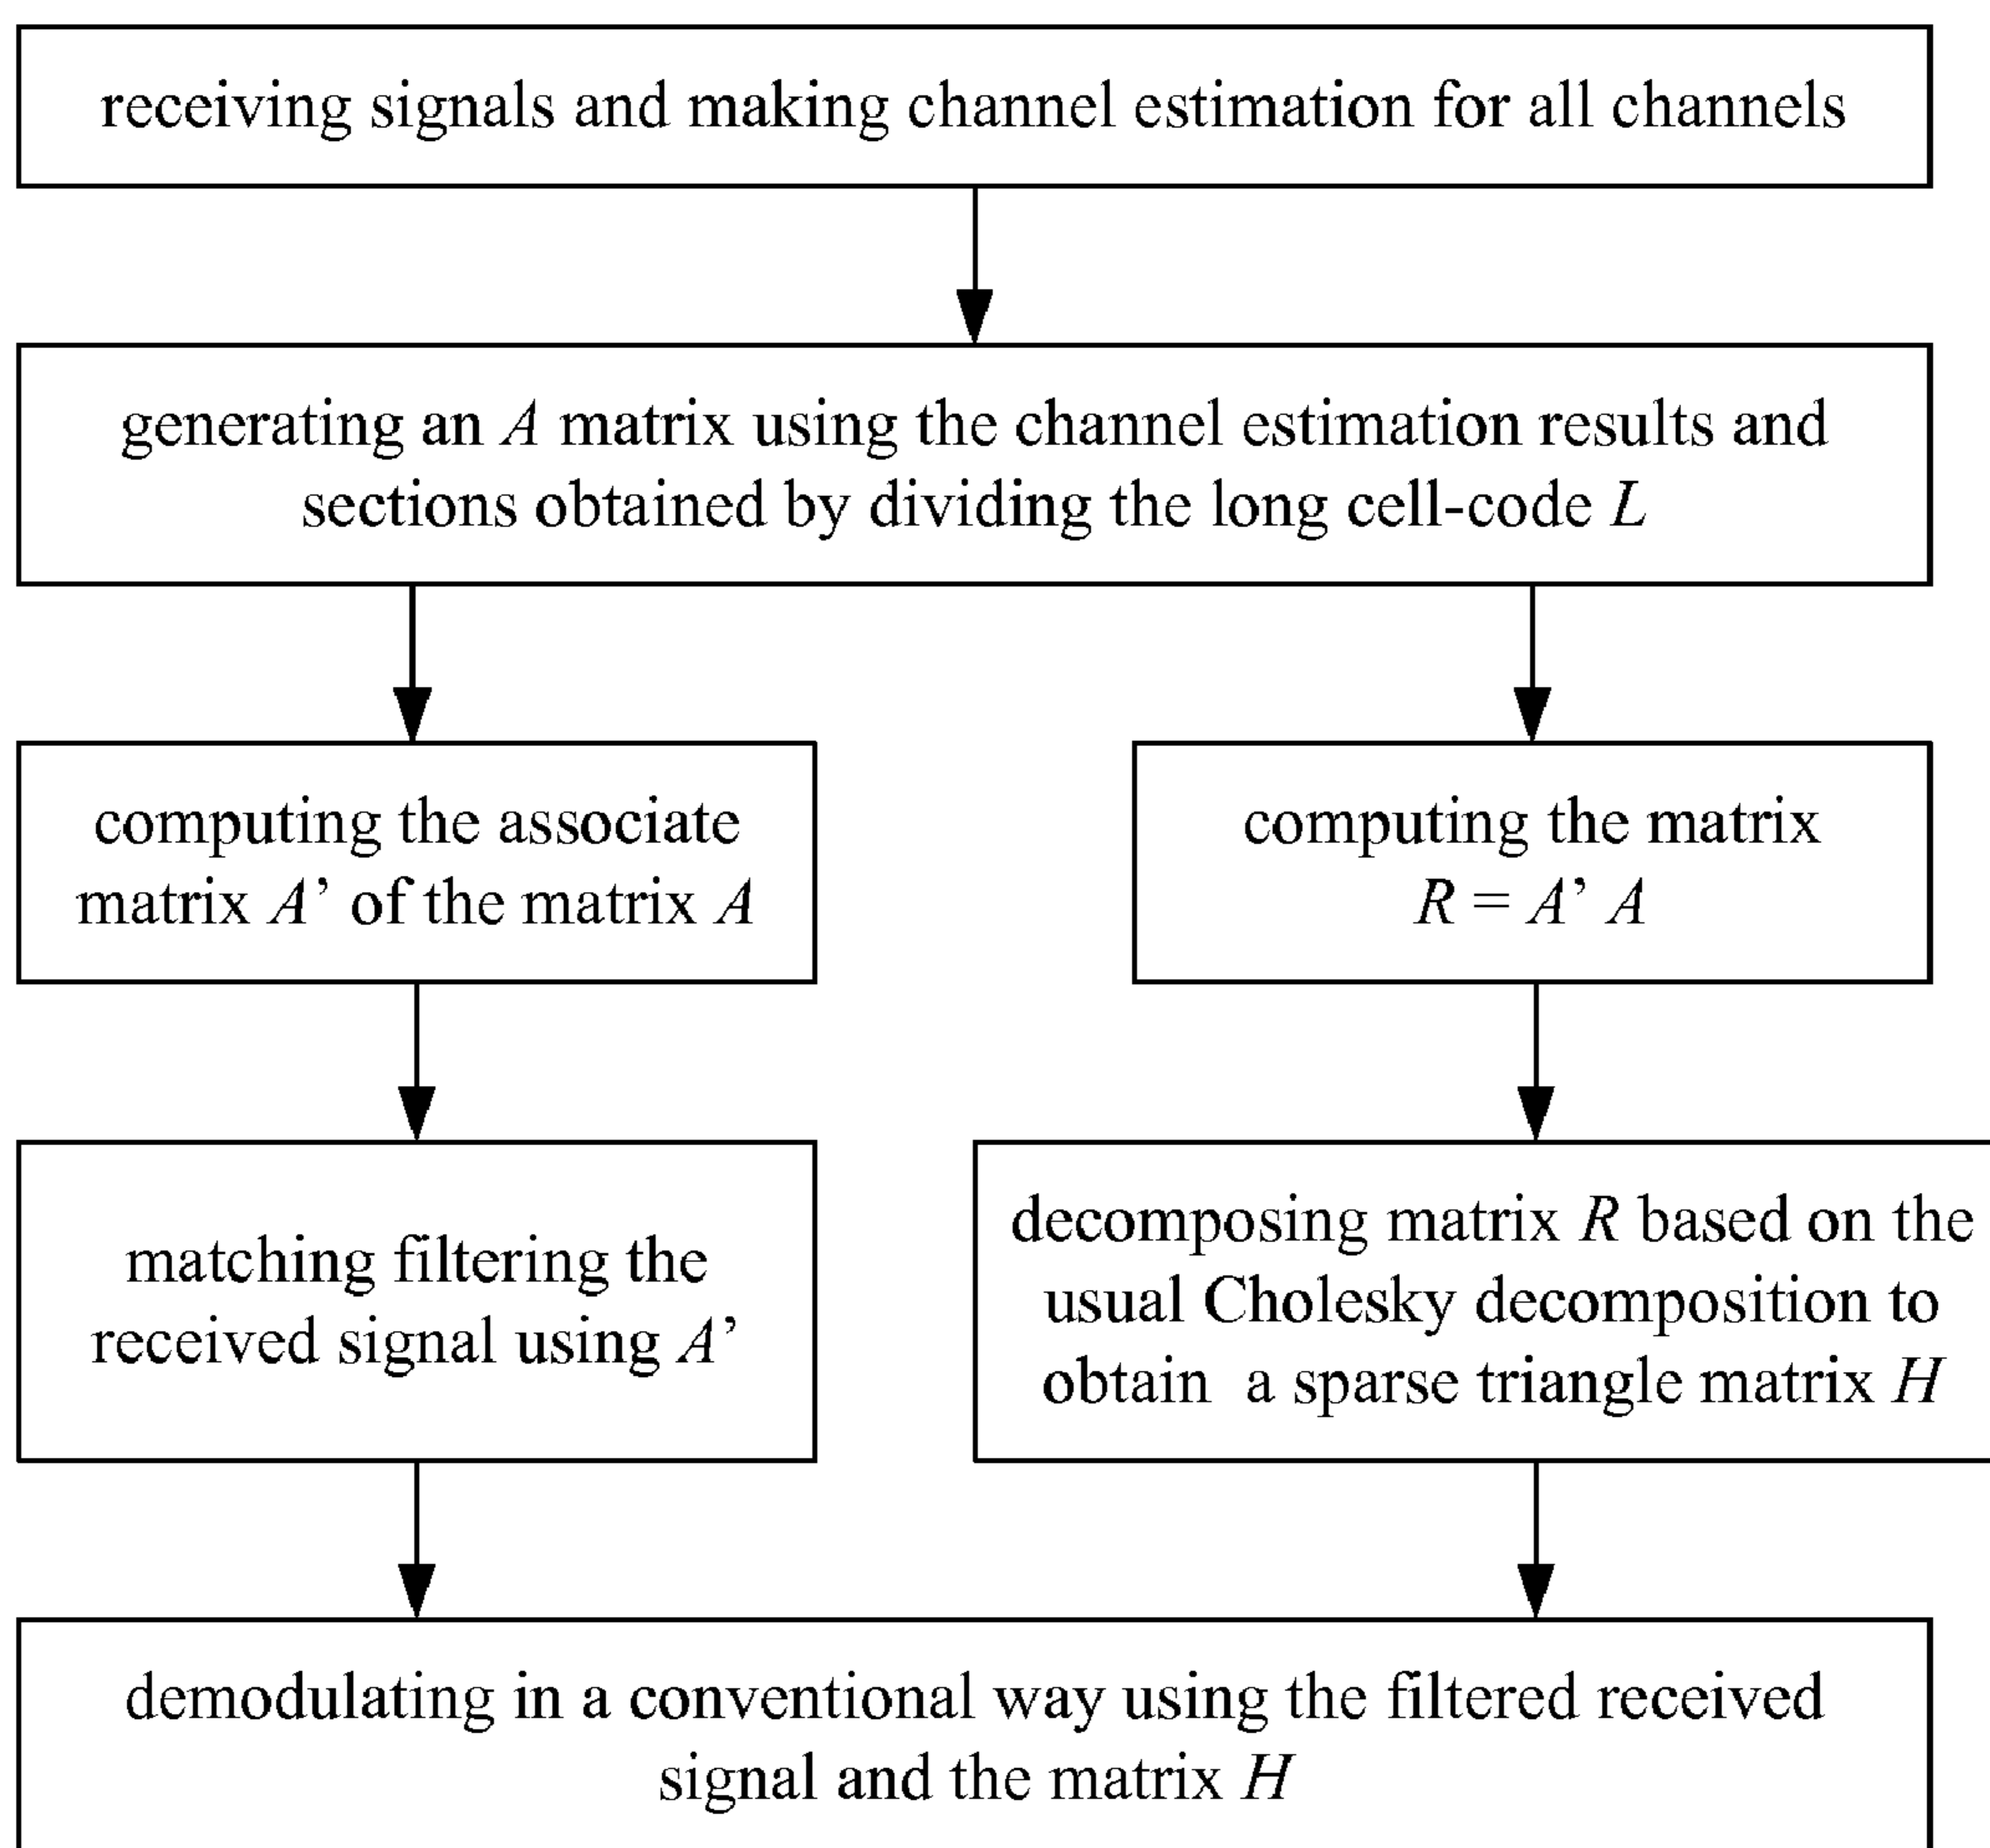 receiving signals and making channel estimation for all channels
generating an A matrix using the channel estimation results and
sections obtained by dividing the long cell-code L
computing the associate
matrix A’ of the matrix A
computing the matrix
R = A’ A
matching filtering the
received signal using A’
decomposing matrix R based on the
usual Cholesky decomposition to
obtain a sparse triangle matrix H
demodulating in a conventional way using the filtered received
signal and the matrix H